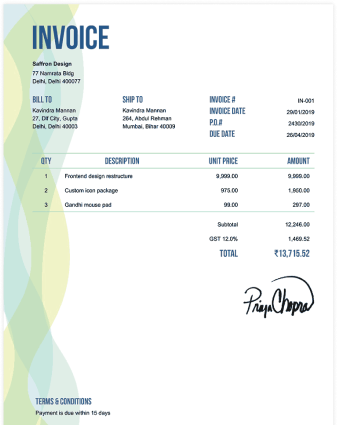 INVOICE
Saffron Design
77 Namrata Bldg
Delhi, Delhi 400077
BILL TO
Kavindra Mannan
27, Dlf City, Gupta
Delhi, Delhi 40003
SHIP TO
Kavindra Mannan
264, Abdul Rehman
Mumbai, Bihar 40009
INVOICE # IN-001
INVOICE DATE 29/01/2019
P.O.# 2430/2019
DUE DATE 26/04/2019
QTY DESCRIPTION UNIT PRICE AMOUNT
1 Frontend design restructure 9,999.00 9,999.00
2 Custom icon package 975.00 1,950.00
3 Gandhi mouse pad 99.00 297.00
Subtotal 12,246.00
GST 12.0% 1,469.52
TOTAL ₹13,715.52
Priya Chopra
TERMS & CONDITIONS
Payment is due within 15 days